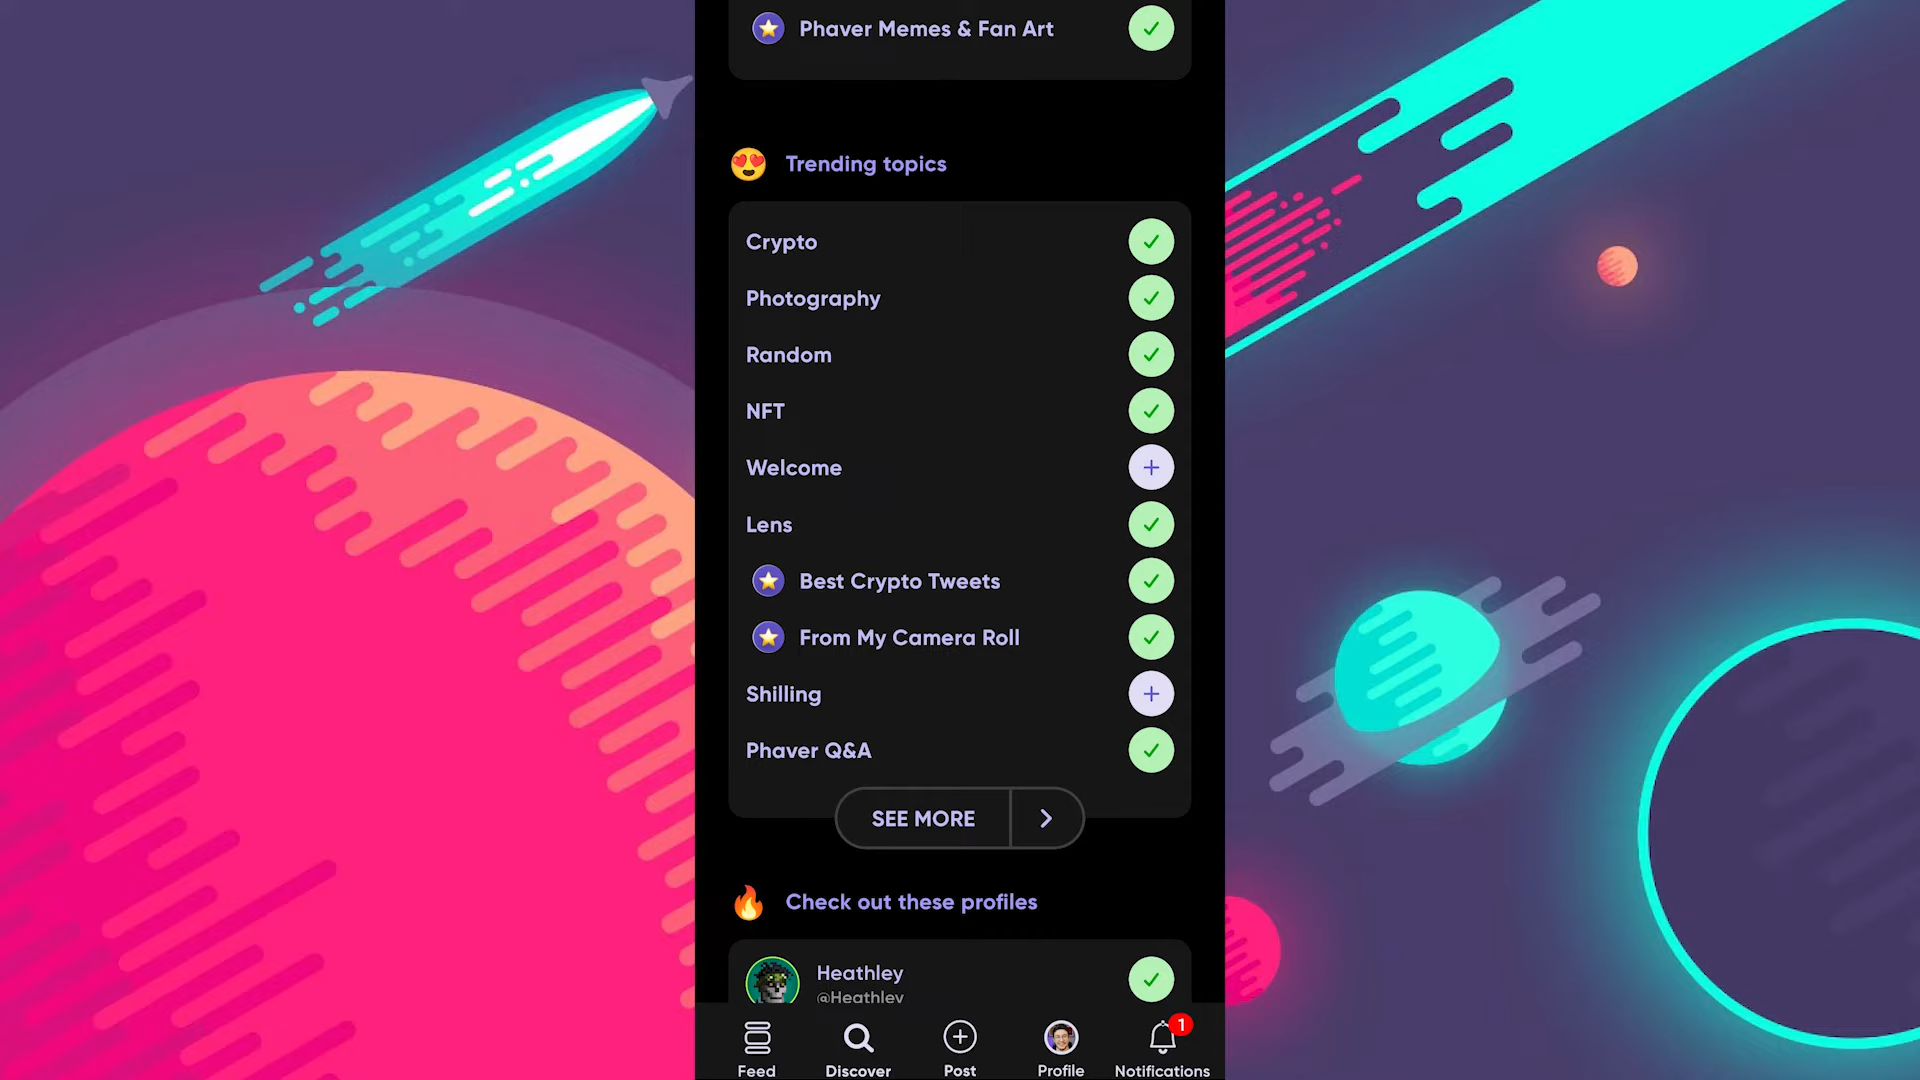 Phaver Memes & Fan Art
Trending topics
Crypto
Photography
Random
NFT
Welcome
Lens
Best Crypto Tweets
From My Camera Roll
Shilling
Phaver Q&A
SEE MORE
Check out these profiles
Heathley
@Heathley
1
Feed
Discover
Post
Profile
Notifications